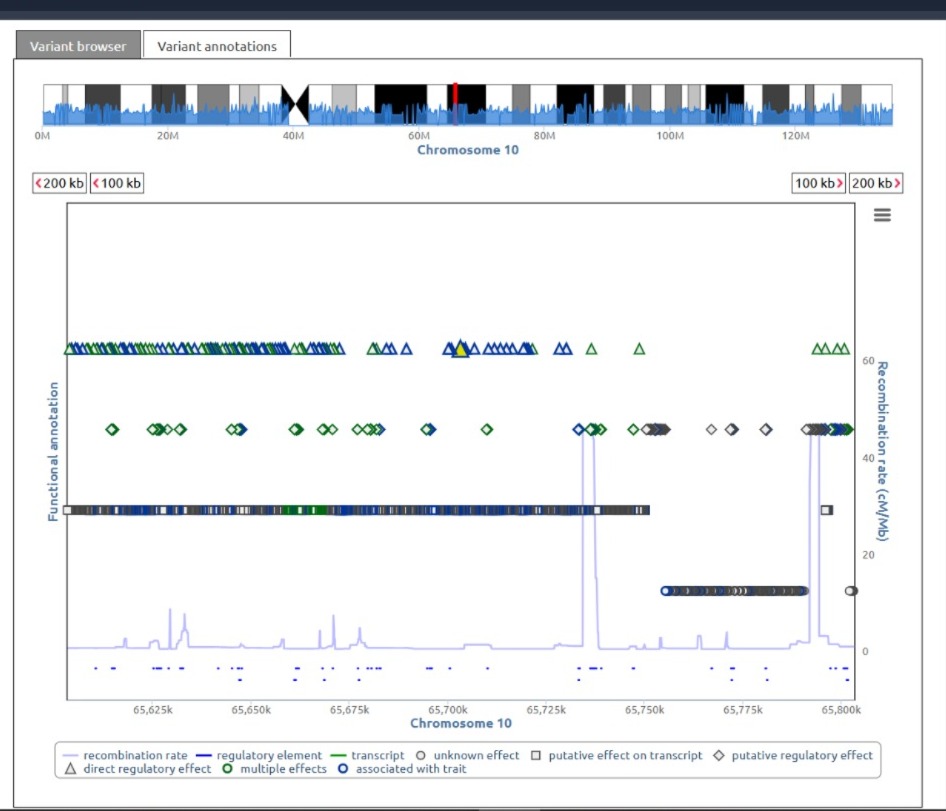 Variant browser Variant annotations
0M 20M 40M 60M 80M 100M 120M
Chromosome 10
<200 kb <100 kb 100 kb> 200 kb>
Functional annotation
60
40
20
0
Recombination rate (cM/Mb)
65,625k 65,650k 65,675k 65,700k 65,725k 65,750k 65,775k 65,800k
Chromosome 10
recombination rate regulatory element transcript unknown effect putative effect on transcript putative regulatory effect
direct regulatory effect multiple effects associated with trait